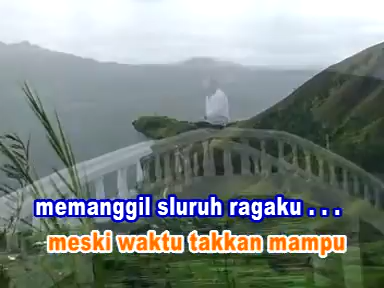 memanggil sluruh ragaku . . .
meski waktu takkan mampu